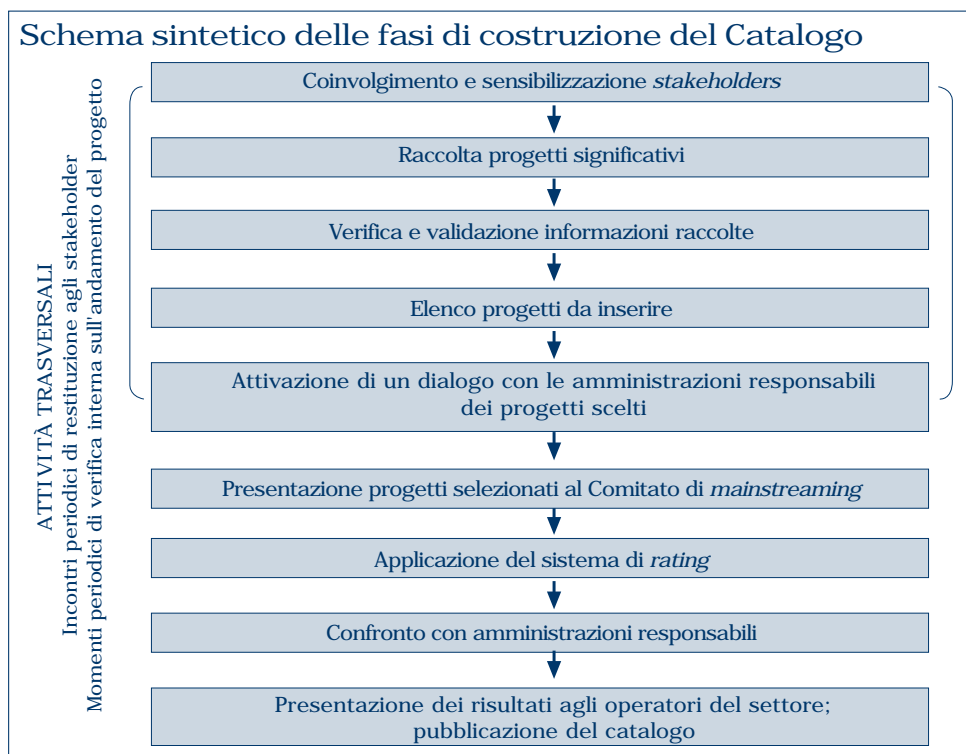 Schema sintetico delle fasi di costruzione del Catalogo
ATTIVITÀ TRASVERSALI
Incontri periodici di restituzione agli stakeholder
Momenti periodici di verifica interna sull'andamento del progetto
Coinvolgimento e sensibilizzazione stakeholders
Raccolta progetti significativi
Verifica e validazione informazioni raccolte
Elenco progetti da inserire
Attivazione di un dialogo con le amministrazioni responsabili
dei progetti scelti
Presentazione progetti selezionati al Comitato di mainstreaming
Applicazione del sistema di rating
Confronto con amministrazioni responsabili
Presentazione dei risultati agli operatori del settore;
pubblicazione del catalogo